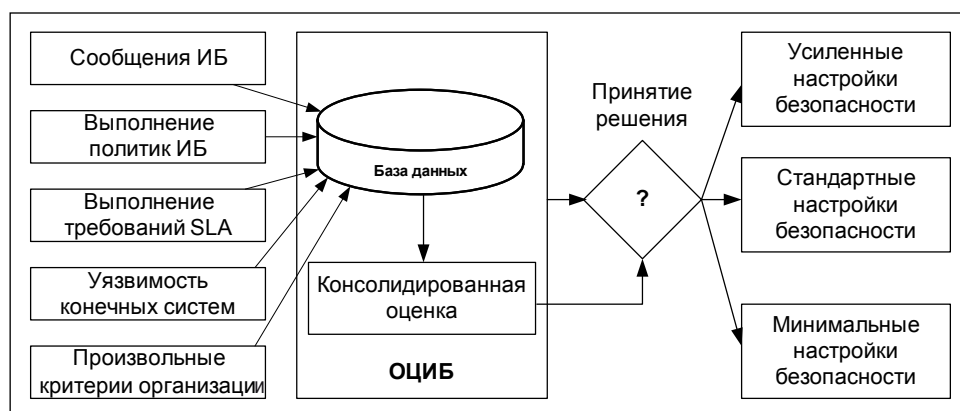 Сообщения ИБ
Выполнение
политик ИБ
Выполнение
требований SLA
Уязвимость
конечных систем
Произвольные
критерии организации
База данных
Консолидированная
оценка
ОЦИБ
Принятие
решения
?
Усиленные
настройки
безопасности
Стандартные
настройки
безопасности
Минимальные
настройки
безопасности